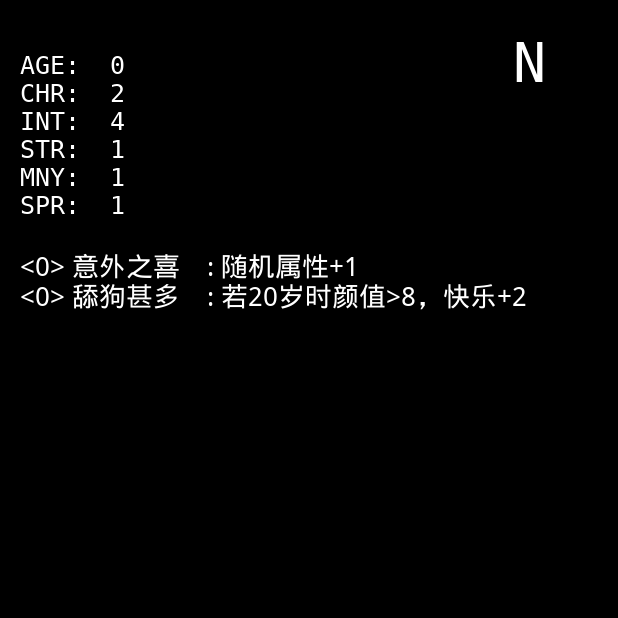 N
AGE: 0
CHR: 2
INT: 4
STR: 1
MNY: 1
SPR: 1
<0> 意外之喜 :随机属性+1
<0> 舔狗甚多 :若20岁时颜值>8，快乐+2